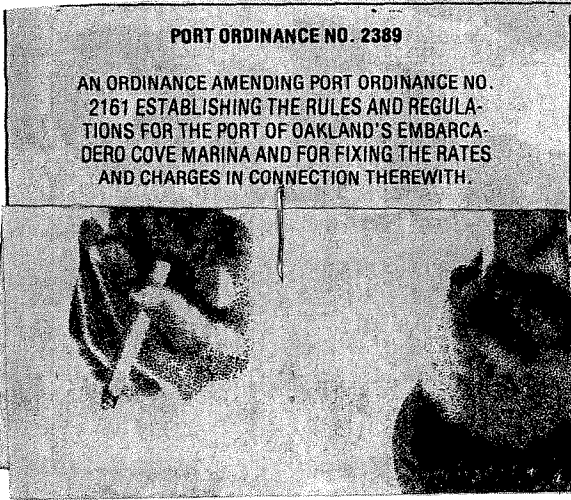 PORT ORDINANCE NO. 2389
AN ORDINANCE AMENDING PORT ORDINANCE NO.
2161 ESTABLISHING THE RULES AND REGULA-
TIONS FOR THE PORT OF OAKLAND'S EMBARCA-
DERO COVE MARINA AND FOR FIXING THE RATES
AND CHARGES IN CONNECTION THEREWITH.